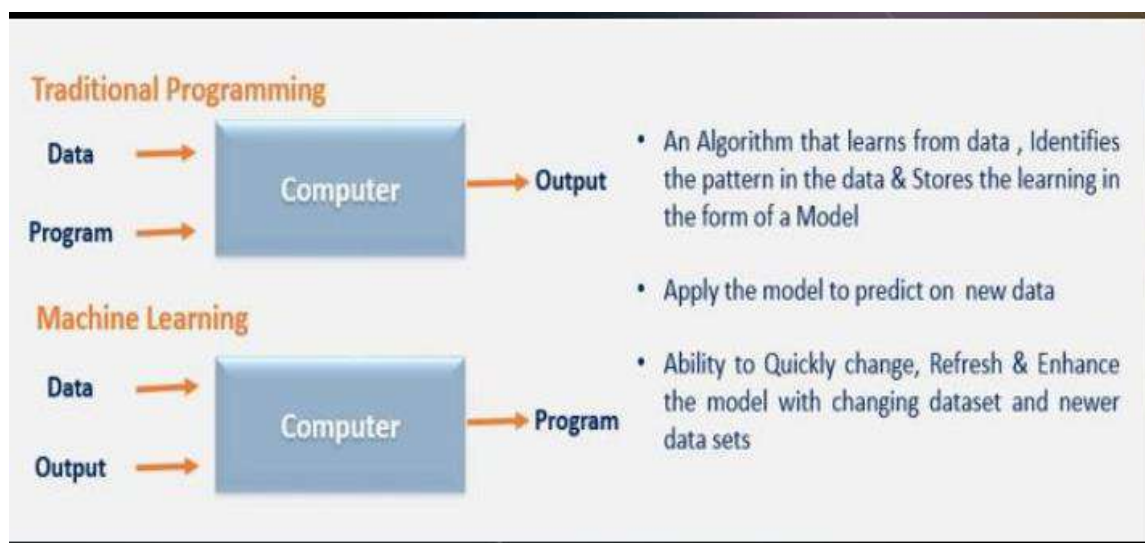 Traditional Programming
Data
Program
Computer
Output
Machine Learning
Data
Output
Computer
Program
• An Algorithm that learns from data , Identifies
the pattern in the data & Stores the learning in
the form of a Model
• Apply the model to predict on new data
• Ability to Quickly change, Refresh & Enhance
the model with changing dataset and newer
data sets